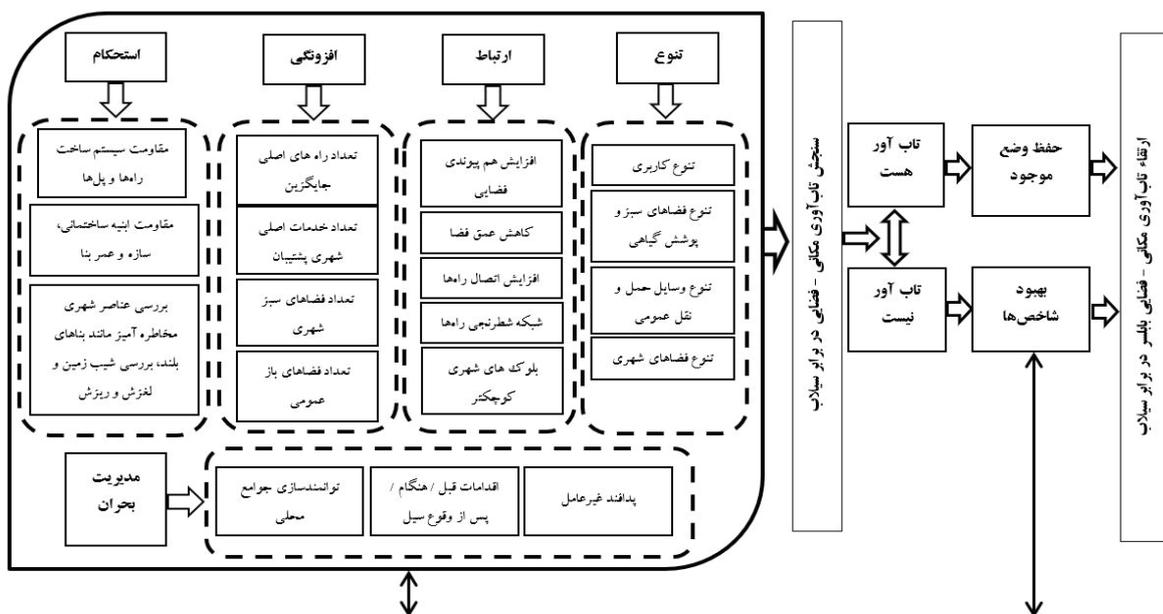 تنوع
ارتباط
افزونگی
استحکام
تنوع کاربری
تنوع فضاهای سبز و
پوشش گیاهی
تنوع وسایل حمل و
نقل عمومی
تنوع فضاهای شهری
افزایش هم پیوندی
فضایی
کاهش عمق فضا
افزایش اتصال راه‌ها
شبکه شطرنجی راه‌ها
بلوک های شهری
کوچکتر
تعداد راه های اصلی
جایگزین
تعداد خدمات اصلی
شهری پشتیبان
تعداد فضاهای سبز
شهری
تعداد فضاهای باز
عمومی
مقاومت سیستم ساخت
راه‌ها و پل‌ها
مقاومت ابنیه ساختمانی،
سازه و عمر بنا
بررسی عناصر شهری
مخاطره آمیز مانند بناهای
بلند، بررسی شیب زمین و
لغزش و ریزش
مدیریت
بحران
توانمندسازی جوامع
محلی
اقدامات قبل / هنگام /
پس از وقوع سیل
پدافند غیرعامل
سنجش تاب‌آوری مکانی - فضایی در برابر سیلاب
تاب آور
هست
تاب آور
نیست
حفظ وضع
موجود
بهبود
شاخص‌ها
ارتقاء تاب‌آوری مکانی - فضایی بابلسر در برابر سیلاب